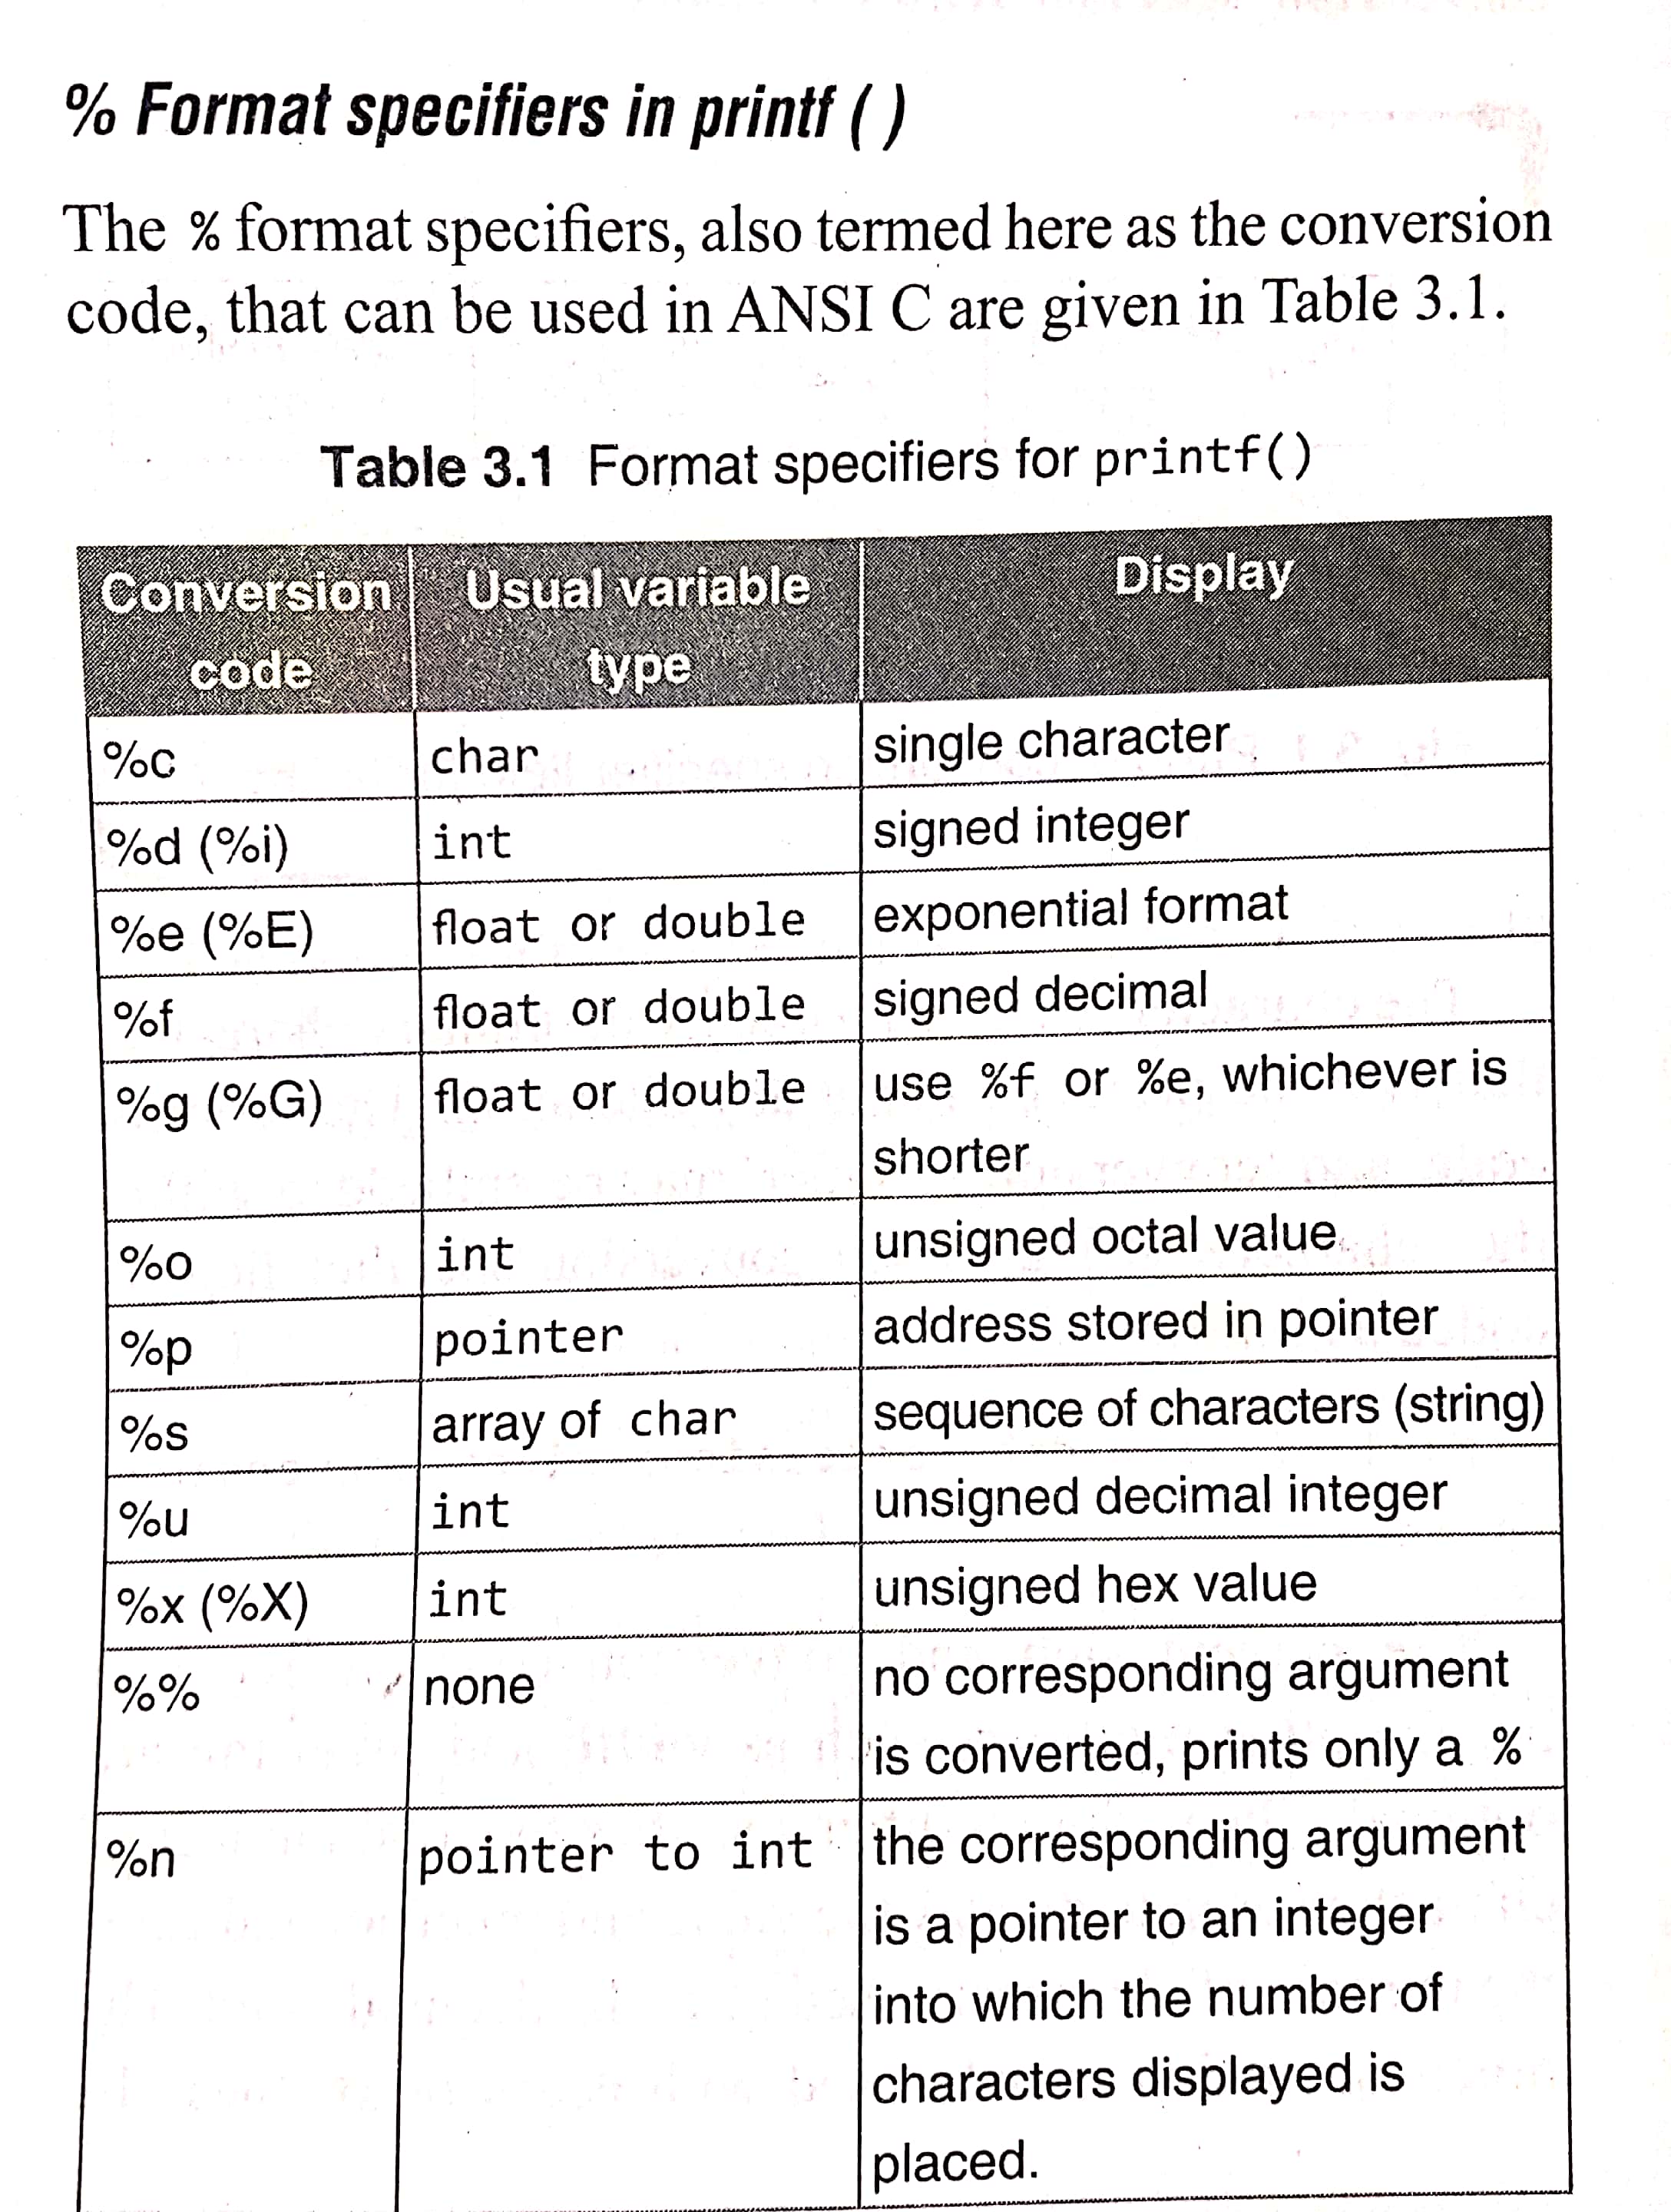 % Format specifiers in printf ( )
The % format specifiers, also termed here as the conversion
code, that can be used in ANSI C are given in Table 3.1.
Table 3.1 Format specifiers for printf()
Conversion code Usual variable type Display
%c char single character
%d (%i) int signed integer
%e (%E) float or double exponential format
%f float or double signed decimal
%g (%G) float or double use %f or %e, whichever is
shorter
%o int unsigned octal value
%p pointer address stored in pointer
%s array of char sequence of characters (string)
%u int unsigned decimal integer
%x (%X) int unsigned hex value
%% none no corresponding argument
is converted, prints only a %
%n pointer to int the corresponding argument
is a pointer to an integer
into which the number of
characters displayed is
placed.